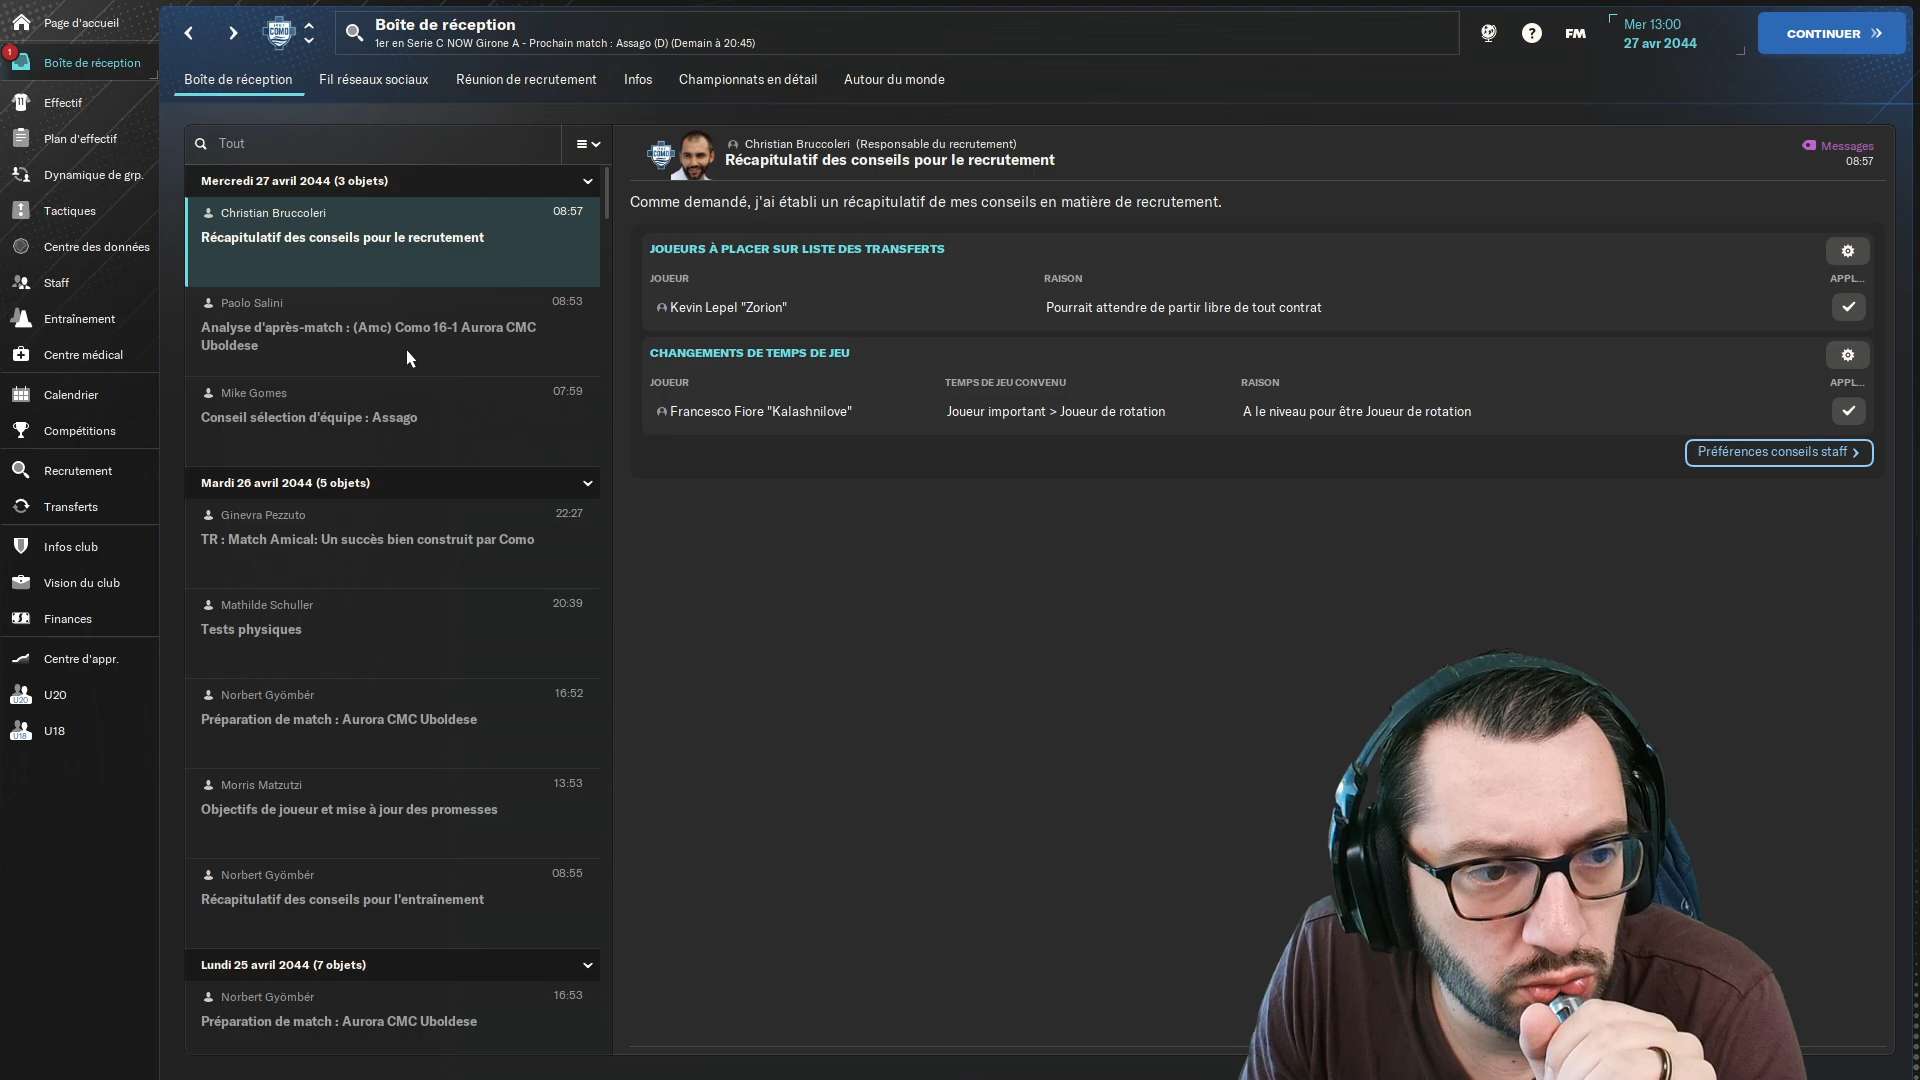 Page d'accueil
1
Boîte de réception
Effectif
Plan d'effectif
Dynamique de grp.
Tactiques
Centre des données
Staff
Entraînement
Centre médical
Calendrier
Compétitions
Recrutement
Transferts
Infos club
Vision du club
Finances
Centre d'appr.
U20
U20
U18
U18
COMO
Boîte de réception
1er en Serie C NOW Girone A - Prochain match : Assago (D) (Demain à 20:45)
FM
Mer 13:00
27 avr 2044
CONTINUER
Boîte de réception
Fil réseaux sociaux
Réunion de recrutement
Infos
Championnats en détail
Autour du monde
Tout
Mercredi 27 avril 2044 (3 objets)
Christian Bruccoleri 08:57
Récapitulatif des conseils pour le recrutement
Paolo Salini 08:53
Analyse d'après-match : (Amc) Como 16-1 Aurora CMC
Uboldese
Mike Gomes 07:59
Conseil sélection d'équipe : Assago
Mardi 26 avril 2044 (5 objets)
Ginevra Pezzuto 22:27
TR : Match Amical: Un succès bien construit par Como
Mathilde Schuller 20:39
Tests physiques
Norbert Gyömbér 16:52
Préparation de match : Aurora CMC Uboldese
Morris Matzutzi 13:53
Objectifs de joueur et mise à jour des promesses
Norbert Gyömbér 08:55
Récapitulatif des conseils pour l'entraînement
Lundi 25 avril 2044 (7 objets)
Norbert Gyömbér 16:53
Préparation de match : Aurora CMC Uboldese
COMO
Christian Bruccoleri (Responsable du recrutement)
Récapitulatif des conseils pour le recrutement
Messages
08:57
Comme demandé, j'ai établi un récapitulatif de mes conseils en matière de recrutement.
JOUEURS À PLACER SUR LISTE DES TRANSFERTS
JOUEUR RAISON APPL...
Kevin Lepel "Zorion" Pourrait attendre de partir libre de tout contrat
CHANGEMENTS DE TEMPS DE JEU
JOUEUR TEMPS DE JEU CONVENU RAISON APPL...
Francesco Fiore "Kalashnilove" Joueur important > Joueur de rotation A le niveau pour être Joueur de rotation
Préférences conseils staff